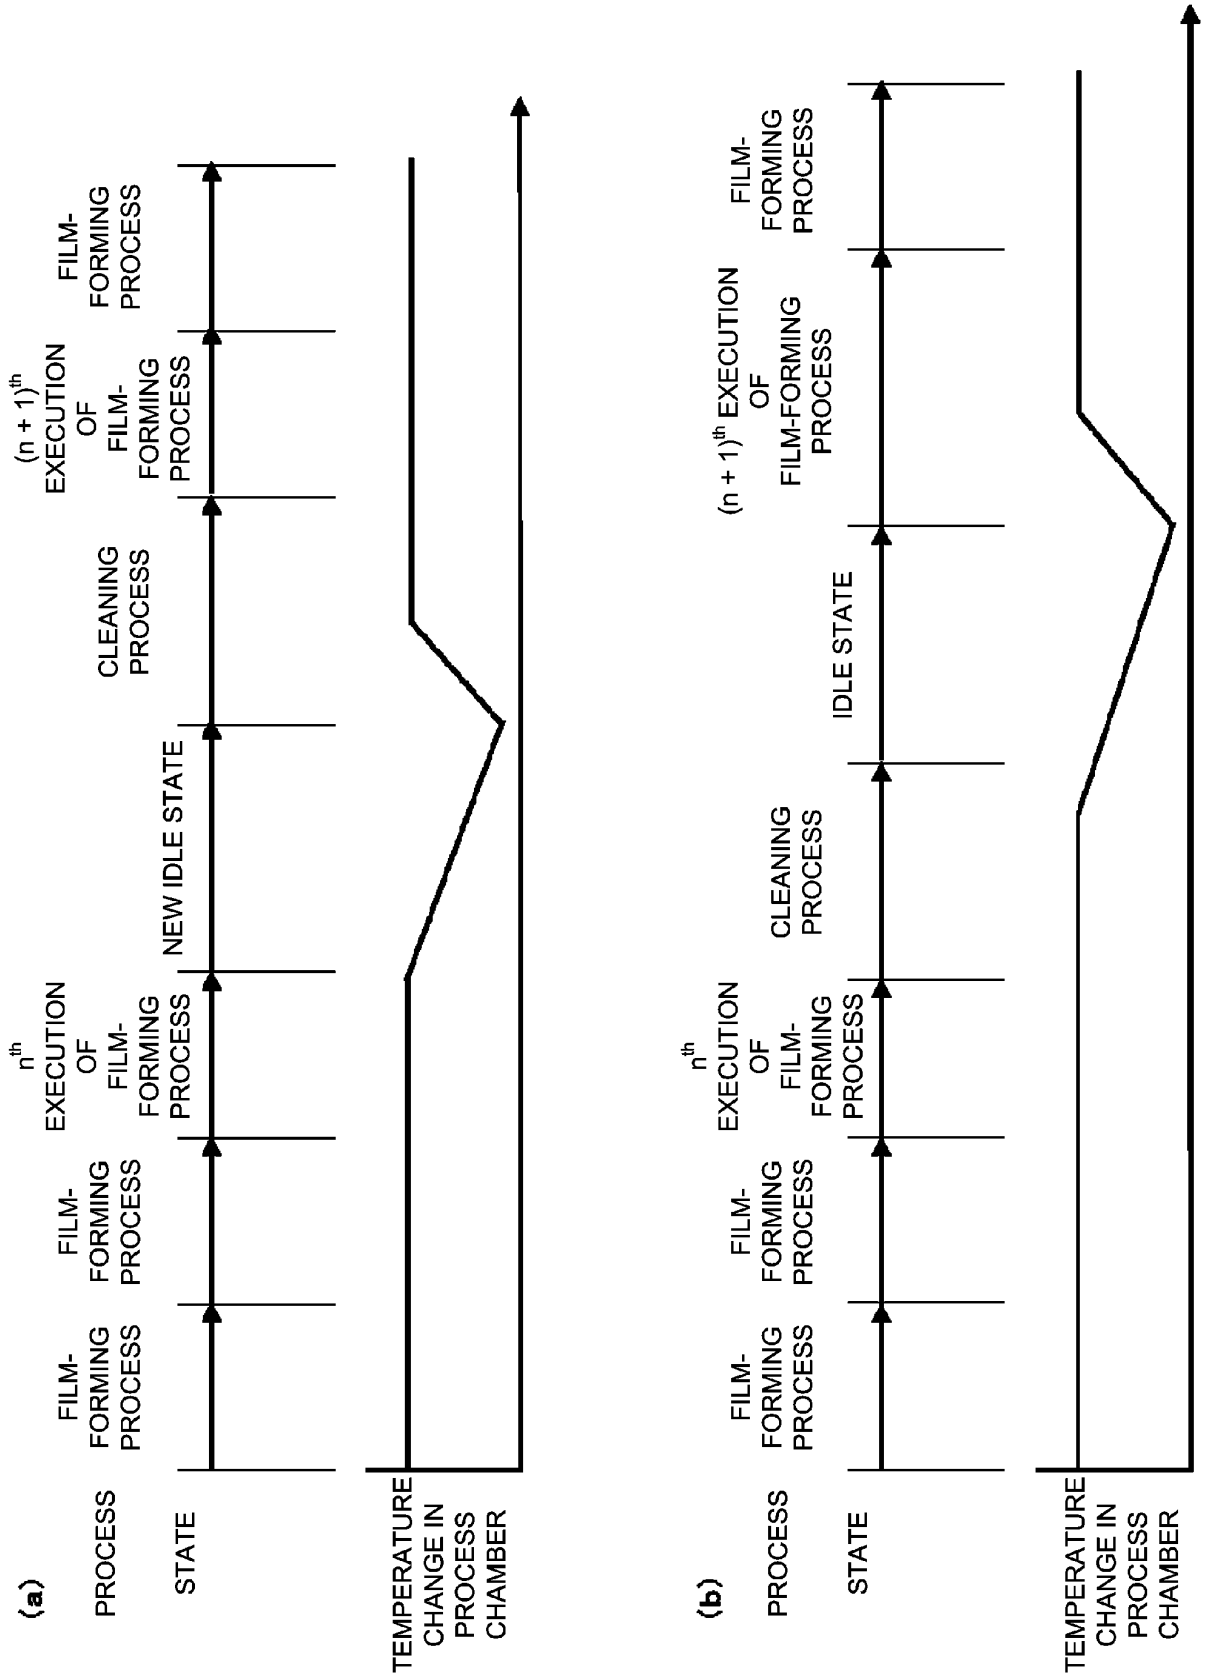 (a)
PROCESS
FILM-
FORMING
PROCESS
FILM-
FORMING
PROCESS
nth
EXECUTION
OF
FILM-
FORMING
PROCESS
CLEANING
PROCESS
(n + 1)th
EXECUTION
OF
FILM-
FORMING
PROCESS
FILM-
FORMING
PROCESS
STATE
NEW IDLE STATE
TEMPERATURE
CHANGE IN
PROCESS
CHAMBER
(b)
PROCESS
FILM-
FORMING
PROCESS
FILM-
FORMING
PROCESS
nth
EXECUTION
OF
FILM-
FORMING
PROCESS
CLEANING
PROCESS
(n + 1)th EXECUTION
OF
FILM-FORMING
PROCESS
FILM-
FORMING
PROCESS
STATE
IDLE STATE
TEMPERATURE
CHANGE IN
PROCESS
CHAMBER